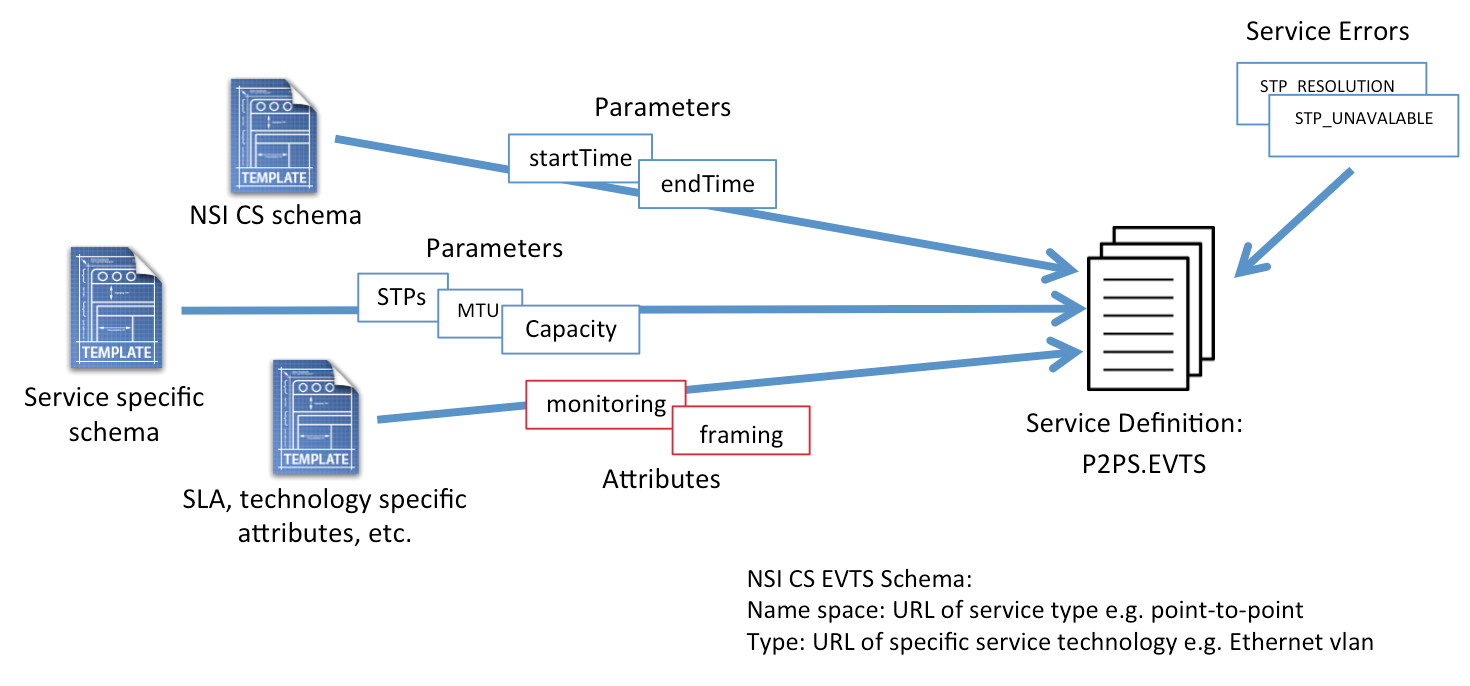 Service Errors
STP_RESOLUTION
STP_UNAVALABLE
Parameters
startTime
endTime
TEMPLATE
NSI CS schema
Parameters
STPs
MTU
Capacity
TEMPLATE
Service specific
schema
monitoring
framing
Attributes
TEMPLATE
SLA, technology specific
attributes, etc.
Service Definition:
P2PS.EVTS
NSI CS EVTS Schema:
Name space: URL of service type e.g. point-to-point
Type: URL of specific service technology e.g. Ethernet vlan